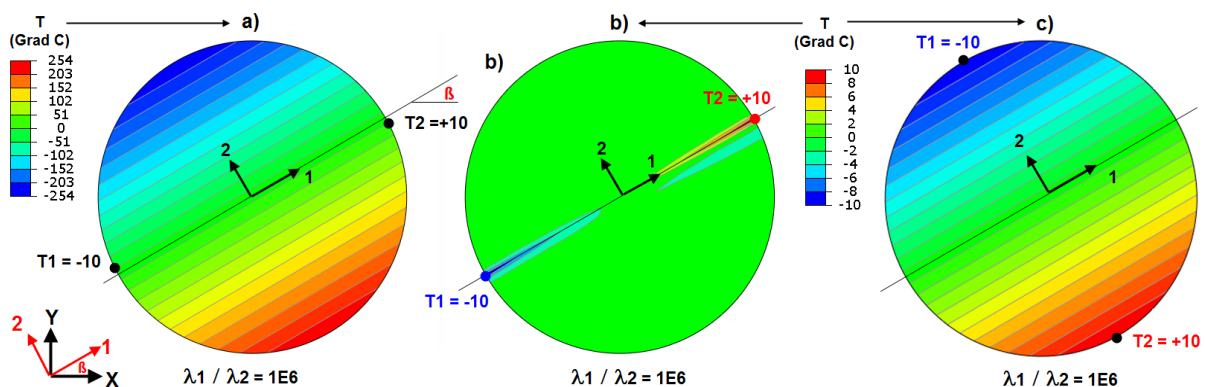 T
(Grad C)
254
203
152
102
51
0
-51
-102
-152
-203
-254
a)
ß
T2 =+10
2
1
T1 = -10
λ1 / λ2 = 1E6
Y
2
1
ß
X
b)
b)
T2 = +10
2
1
T1 = -10
λ1 / λ2 = 1E6
T
(Grad C)
10
8
6
4
2
0
-2
-4
-6
-8
-10
c)
T1 = -10
2
1
T2 = +10
λ1 / λ2 = 1E6